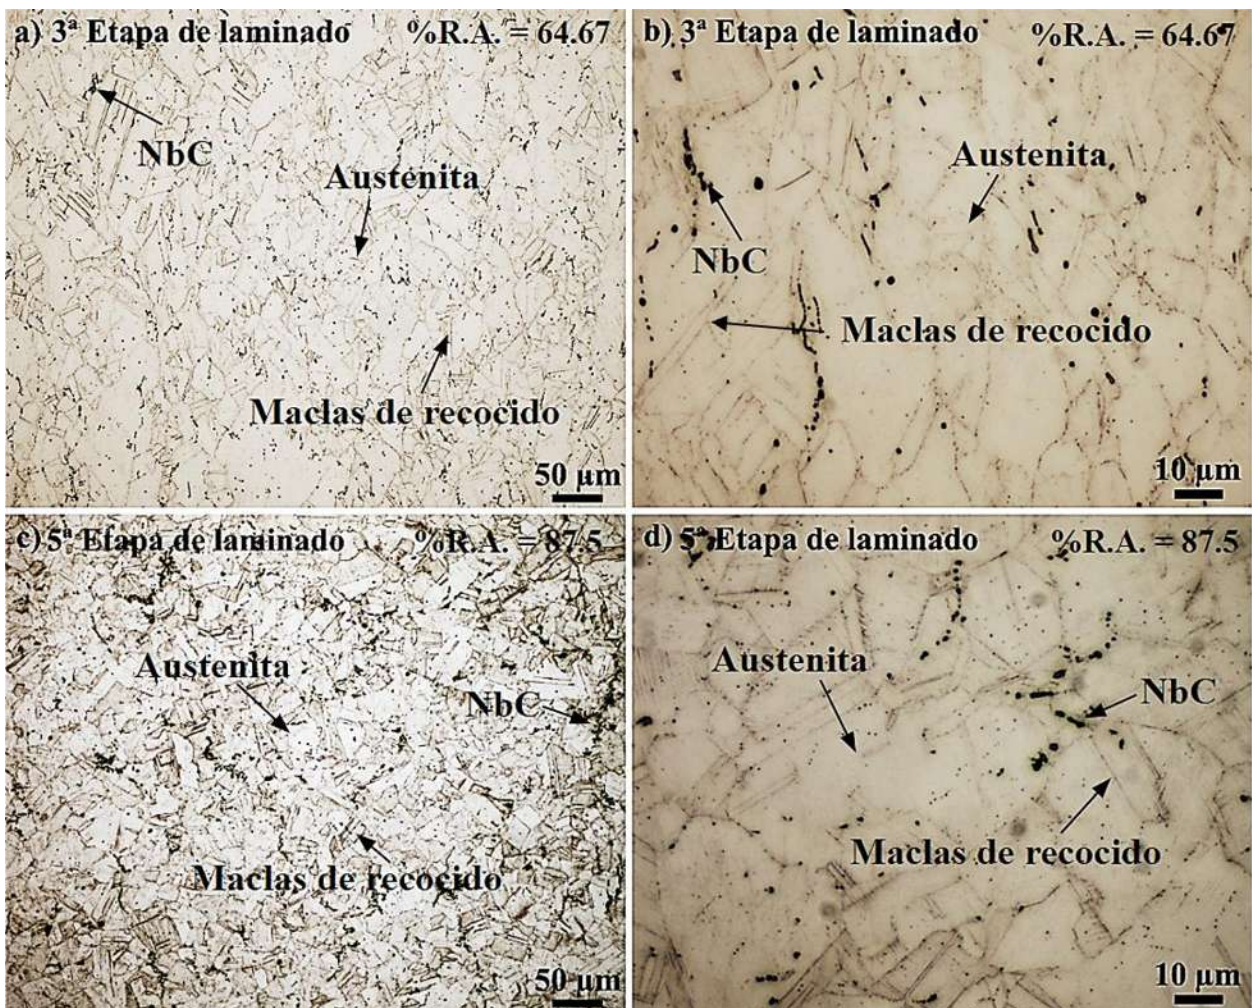 a) 3ª Etapa de laminado %R.A. = 64.67
NbC
Austenita
Maclas de recocido
50 µm
b) 3ª Etapa de laminado %R.A. = 64.67
Austenita
NbC
Maclas de recocido
10 µm
c) 5ª Etapa de laminado %R.A. = 87.5
Austenita
NbC
Maclas de recocido
50 µm
d) 5ª Etapa de laminado %R.A. = 87.5
Austenita
NbC
Maclas de recocido
10 µm